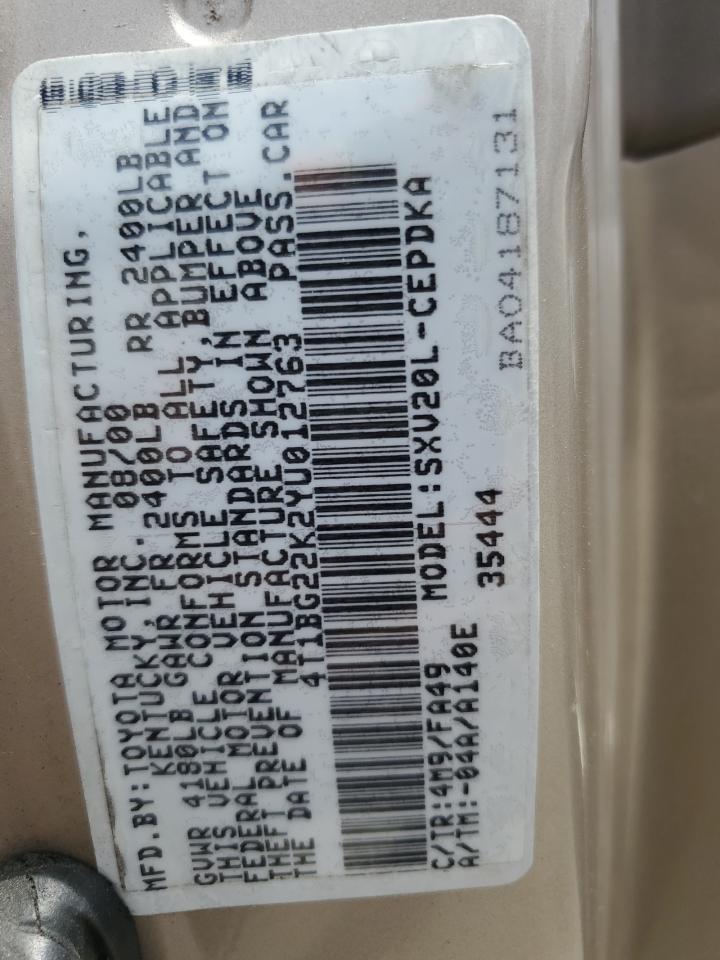 MFD.BY:TOYOTA MOTOR MANUFACTURING,
KENTUCKY, INC. 08/00
GVWR 4180LB GAWR FR 2400LB RR 2400LB
THIS VEHICLE CONFORMS TO ALL APPLICABLE
FEDERAL MOTOR VEHICLE SAFETY, BUMPER AND
THEFT PREVENTION STANDARDS IN EFFECT ON
THE DATE OF MANUFACTURE SHOWN ABOVE
4T1BG22K2YU012763 PASS.CAR
MODEL:SXV20L-CEPDKA
C/TR:4M9/FA49
A/TM:-04A/A140E 35444
BA04187131